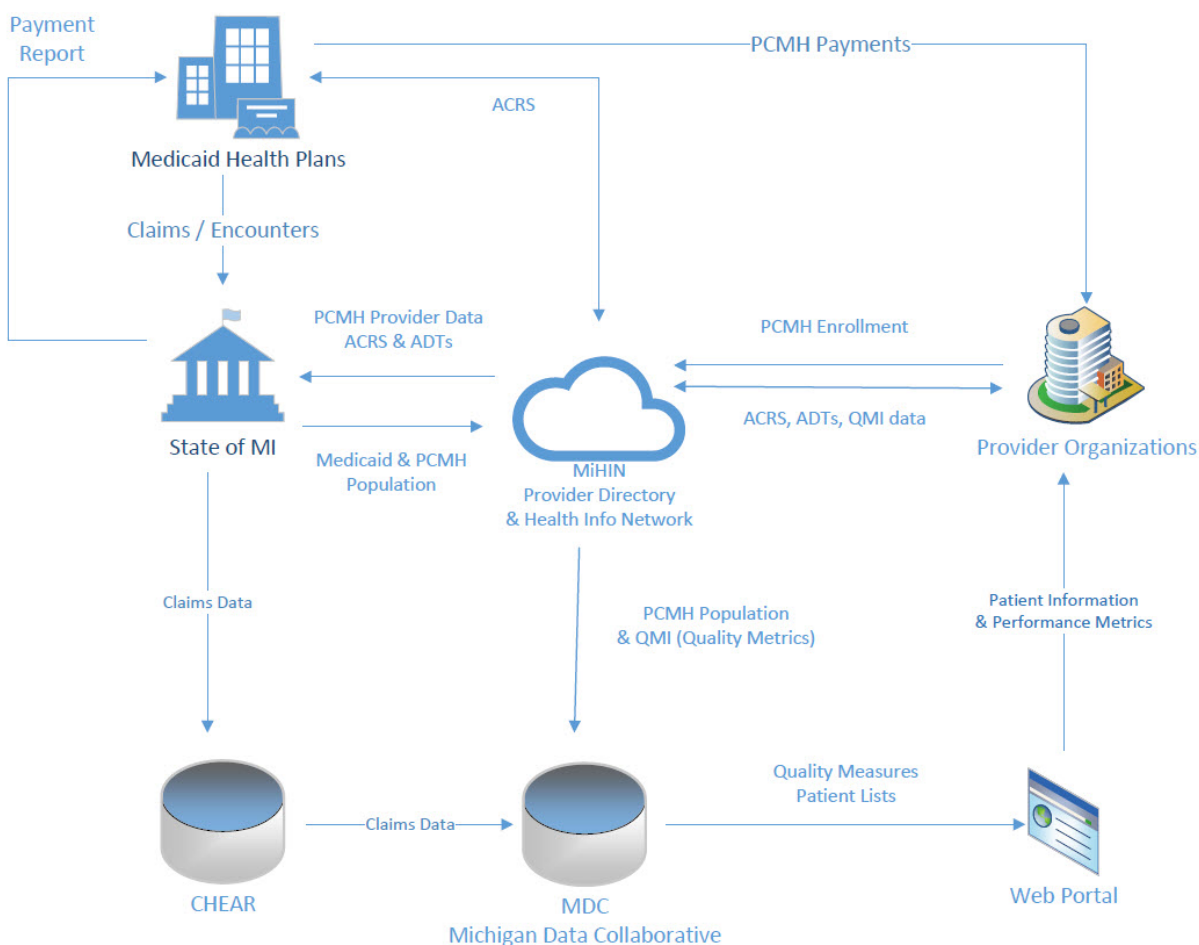 Payment
Report
PCMH Payments
ACRS
Medicaid Health Plans
Claims / Encounters
PCMH Provider Data
ACRS & ADTs
PCMH Enrollment
ACRS, ADTs, QMI data
State of MI
Provider Organizations
Medicaid & PCMH
Population
MiHIN
Provider Directory
& Health Info Network
Claims Data
PCMH Population
& QMI (Quality Metrics)
Patient Information
& Performance Metrics
Quality Measures
Patient Lists
Claims Data
CHEAR
MDC
Michigan Data Collaborative
Web Portal